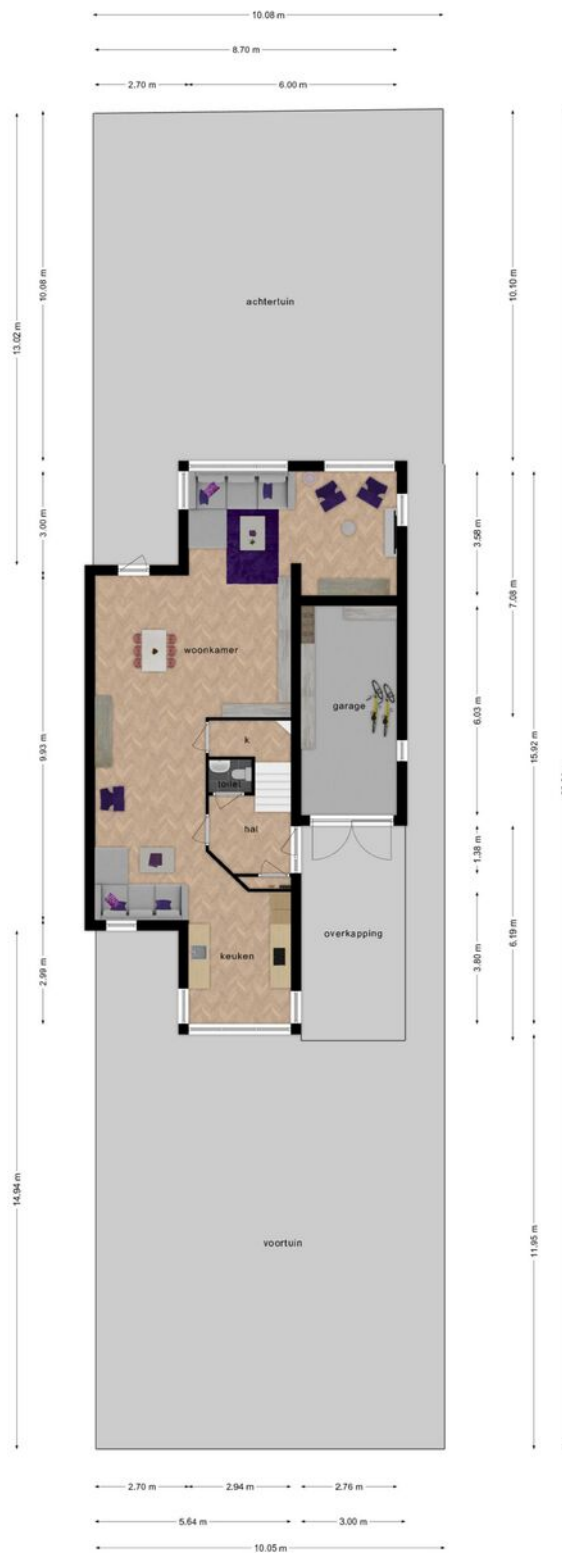 10.08 m
8.70 m
2.70 m
6.00 m
13.02 m
10.08 m
10.10 m
achtertuin
3.00 m
3.58 m
7.08 m
woonkamer
garage
6.03 m
9.93 m
15.92 m
k
toilet
hal
1.38 m
overkapping
keuken
3.80 m
6.19 m
2.99 m
14.94 m
11.95 m
voortuin
2.70 m
2.94 m
2.76 m
5.64 m
3.00 m
10.05 m